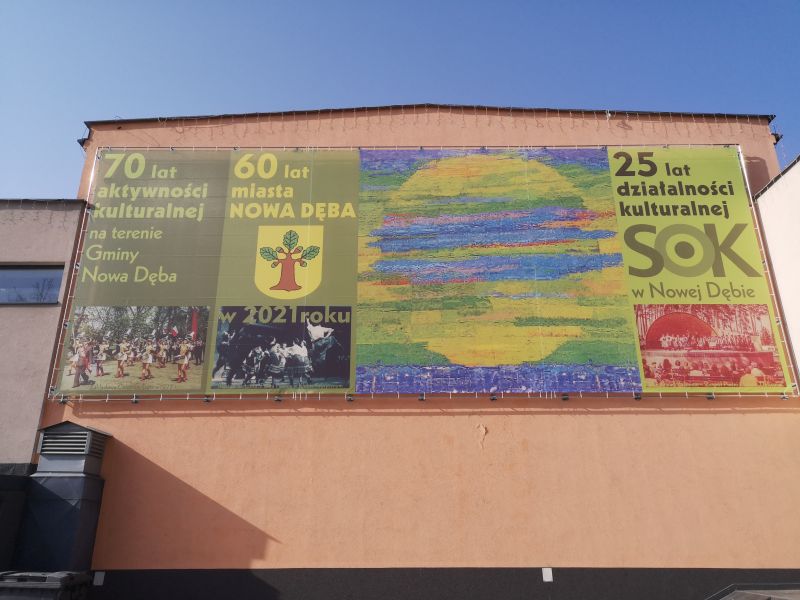 70 lat
aktywności
kulturalnej
na terenie
Gminy
Nowa Dęba
60 lat
miasta
NOWA DĘBA
w 2021 roku
25 lat
działalności
kulturalnej
SOK
w Nowej Dębie